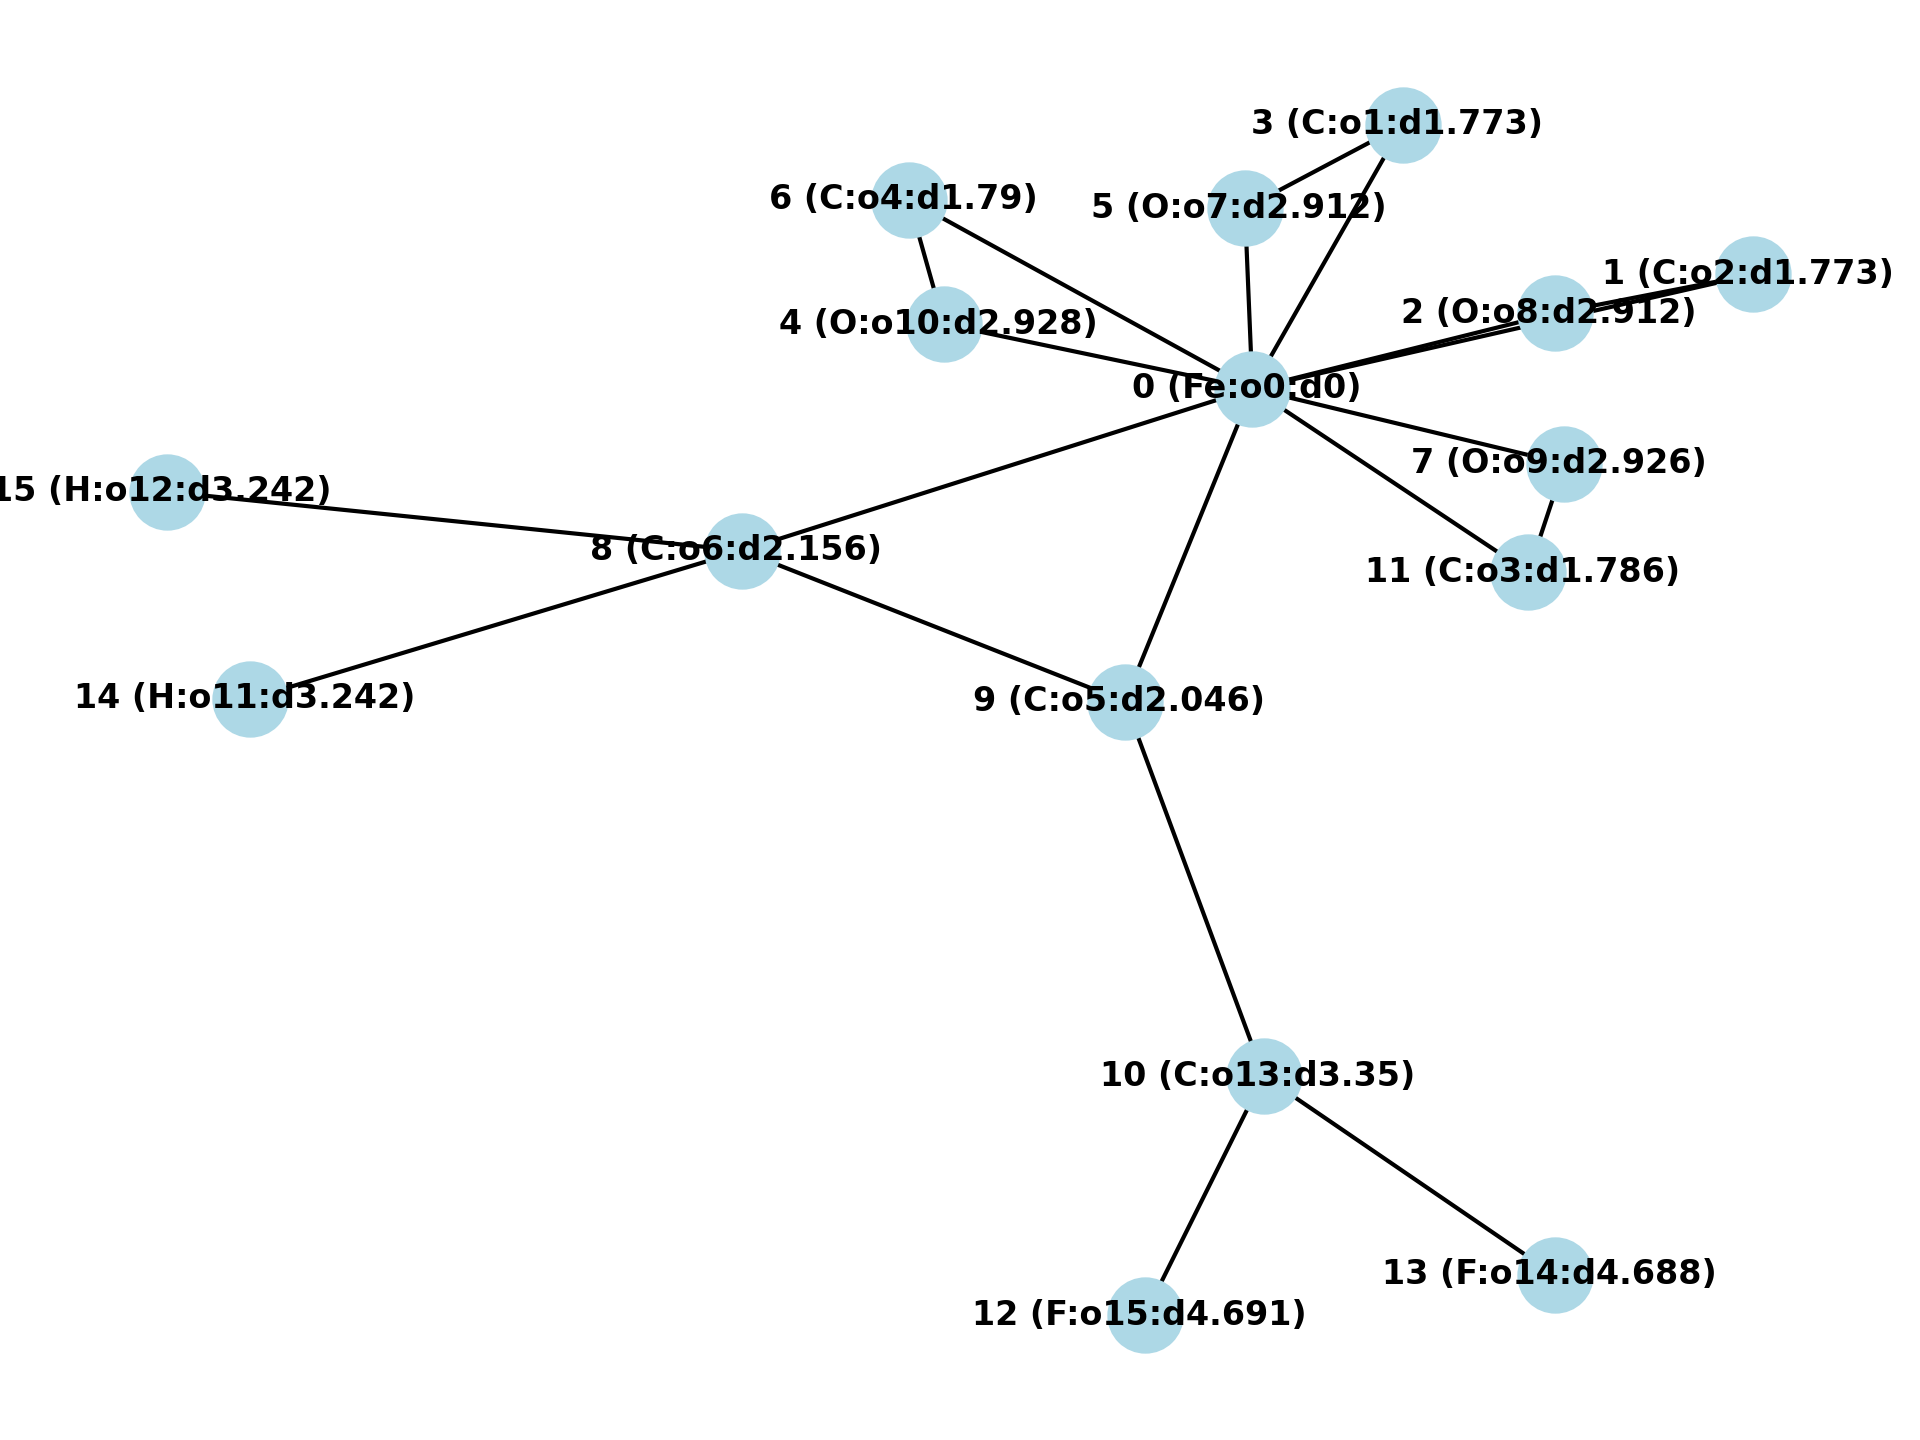 3 (C:o1:d1.773)
6 (C:o4:d1.79)
5 (O:o7:d2.912)
1 (C:o2:d1.773)
2 (O:o8:d2.912)
4 (O:o10:d2.928)
0 (Fe:o0:d0)
7 (O:o9:d2.926)
15 (H:o12:d3.242)
8 (C:o6:d2.156)
11 (C:o3:d1.786)
14 (H:o11:d3.242)
9 (C:o5:d2.046)
10 (C:o13:d3.35)
13 (F:o14:d4.688)
12 (F:o15:d4.691)